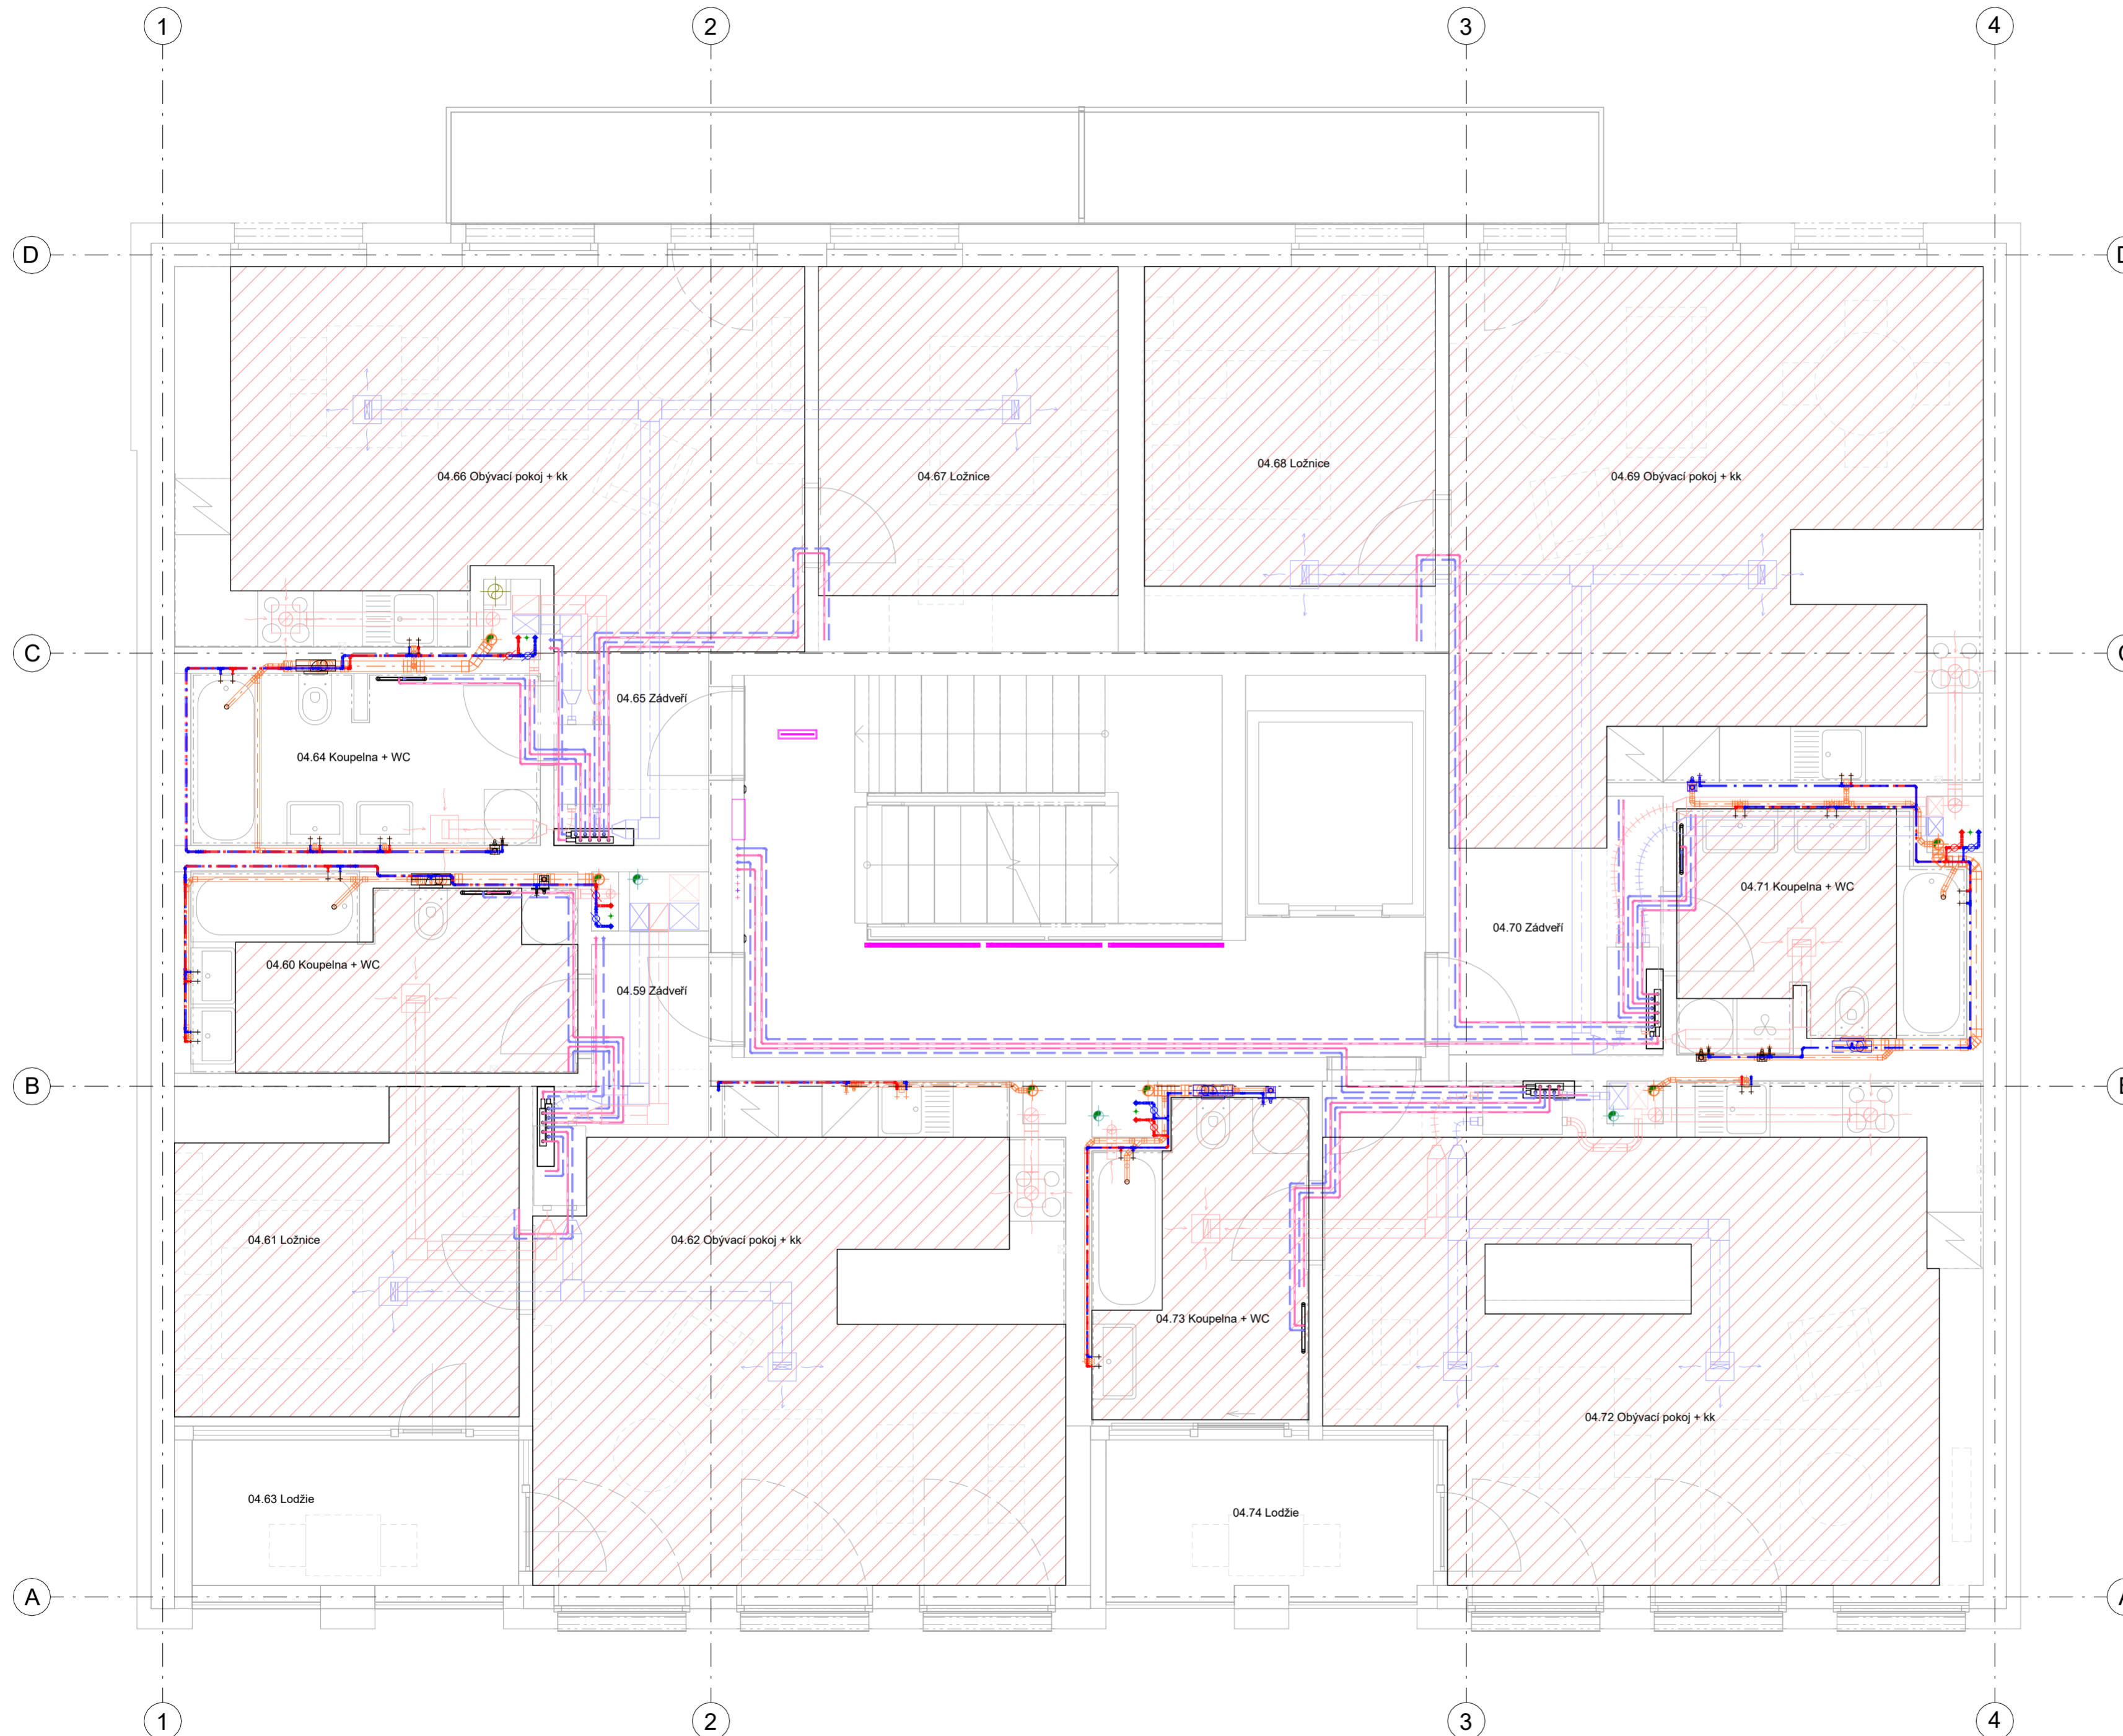 1
2
3
4
D
D
04.66 Obývací pokoj + kk
04.67 Ložnice
04.68 Ložnice
04.69 Obývací pokoj + kk
C
C
04.65 Zádveří
04.64 Koupelna + WC
04.71 Koupelna + WC
04.70 Zádveří
04.60 Koupelna + WC
04.59 Zádveří
B
B
04.61 Ložnice
04.62 Obývací pokoj + kk
04.73 Koupelna + WC
04.72 Obývací pokoj + kk
04.63 Lodžie
04.74 Lodžie
A
A
1
2
3
4